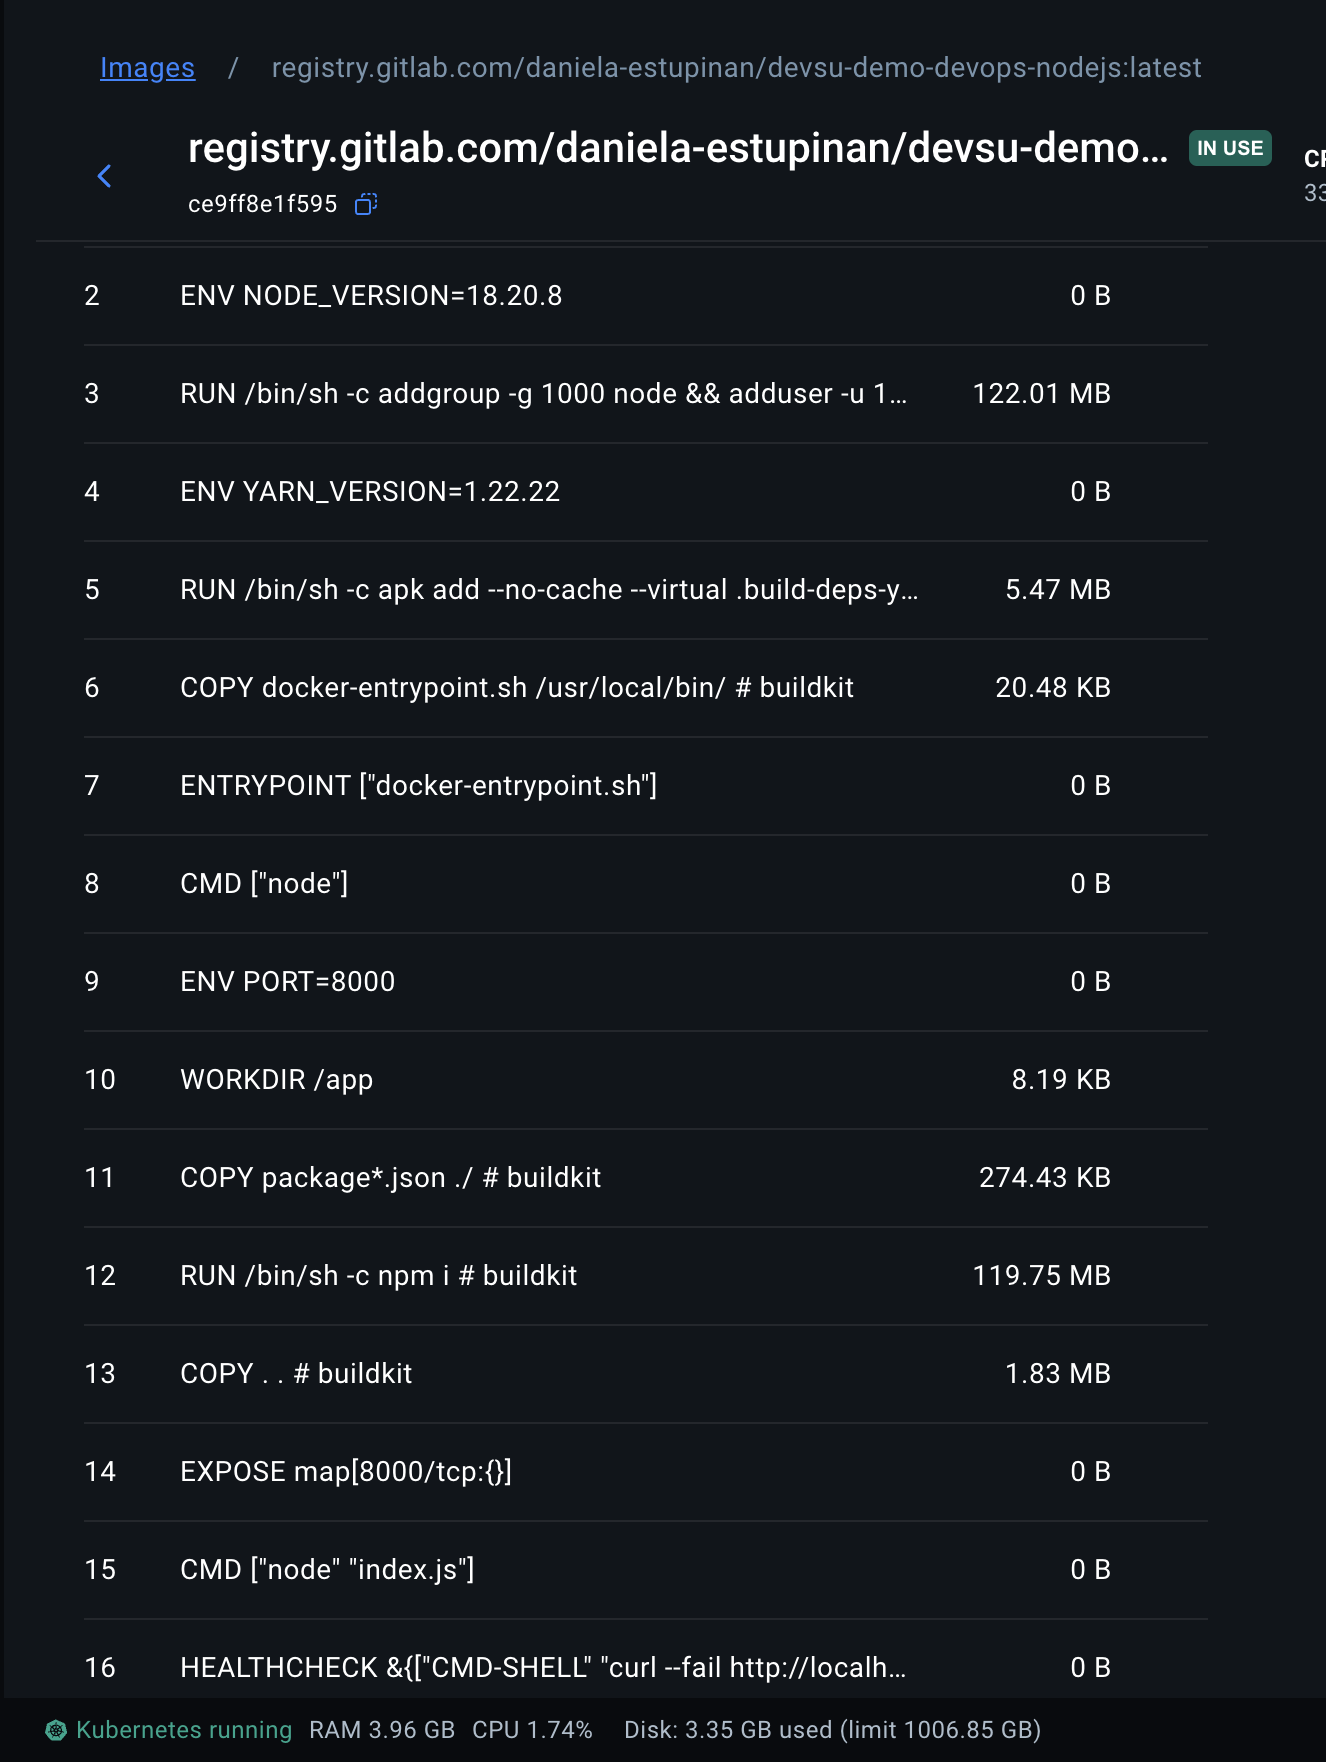 Images / registry.gitlab.com/daniela-estupinan/devsu-demo-devops-nodejs:latest
registry.gitlab.com/daniela-estupinan/devsu-demo... IN USE
ce9ff8e1f595
33
2 ENV NODE_VERSION=18.20.8 0 B
3 RUN /bin/sh -c addgroup -g 1000 node && adduser -u 1... 122.01 MB
4 ENV YARN_VERSION=1.22.22 0 B
5 RUN /bin/sh -c apk add --no-cache --virtual .build-deps-y... 5.47 MB
6 COPY docker-entrypoint.sh /usr/local/bin/ # buildkit 20.48 KB
7 ENTRYPOINT ["docker-entrypoint.sh"] 0 B
8 CMD ["node"] 0 B
9 ENV PORT=8000 0 B
10 WORKDIR /app 8.19 KB
11 COPY package*.json ./ # buildkit 274.43 KB
12 RUN /bin/sh -c npm i # buildkit 119.75 MB
13 COPY . . # buildkit 1.83 MB
14 EXPOSE map[8000/tcp:{}] 0 B
15 CMD ["node" "index.js"] 0 B
16 HEALTHCHECK &{["CMD-SHELL" "curl --fail http://localh... 0 B
Kubernetes running RAM 3.96 GB CPU 1.74% Disk: 3.35 GB used (limit 1006.85 GB)